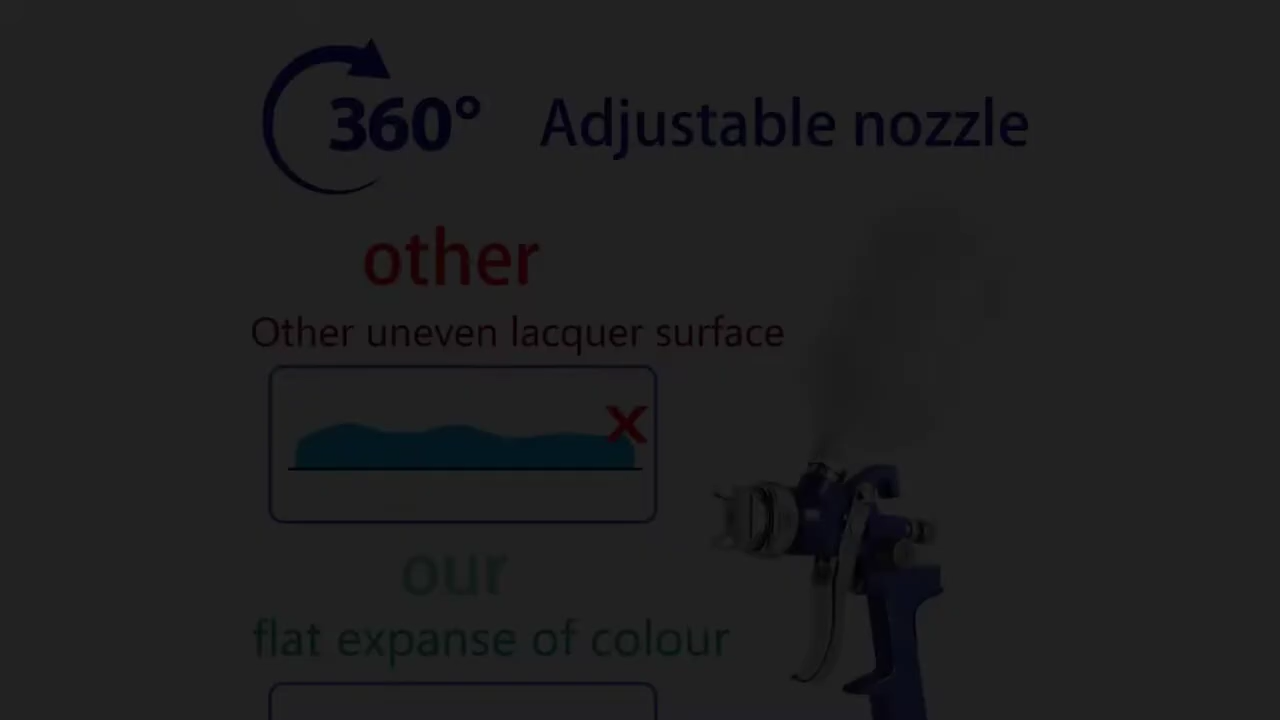 360° Adjustable nozzle
other
Other uneven lacquer surface
X
our
flat expanse of colour